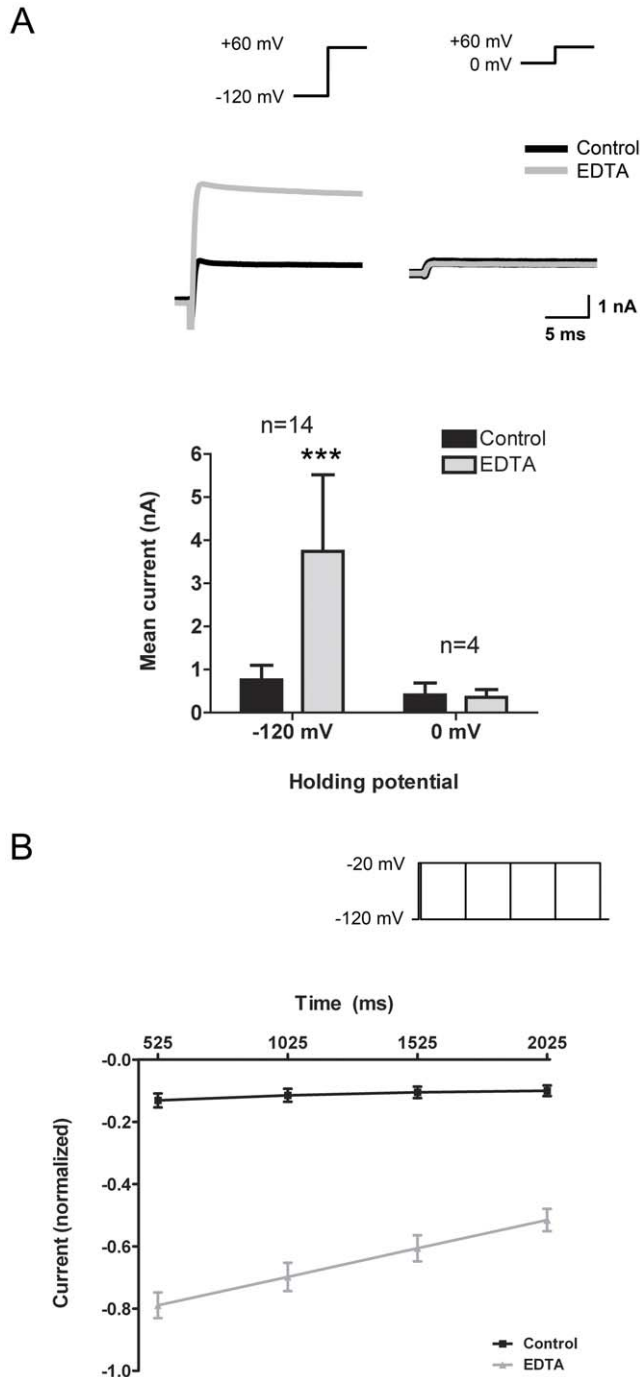 A
+60 mV
-120 mV
+60 mV
0 mV
Control
EDTA
1 nA
5 ms
n=14
***
Control
EDTA
Mean current (nA)
6
5
4
3
2
1
0
n=4
-120 mV
0 mV
Holding potential
B
-20 mV
-120 mV
Time (ms)
525
1025
1525
2025
Current (normalized)
-0.0
-0.2
-0.4
-0.6
-0.8
-1.0
Control
EDTA